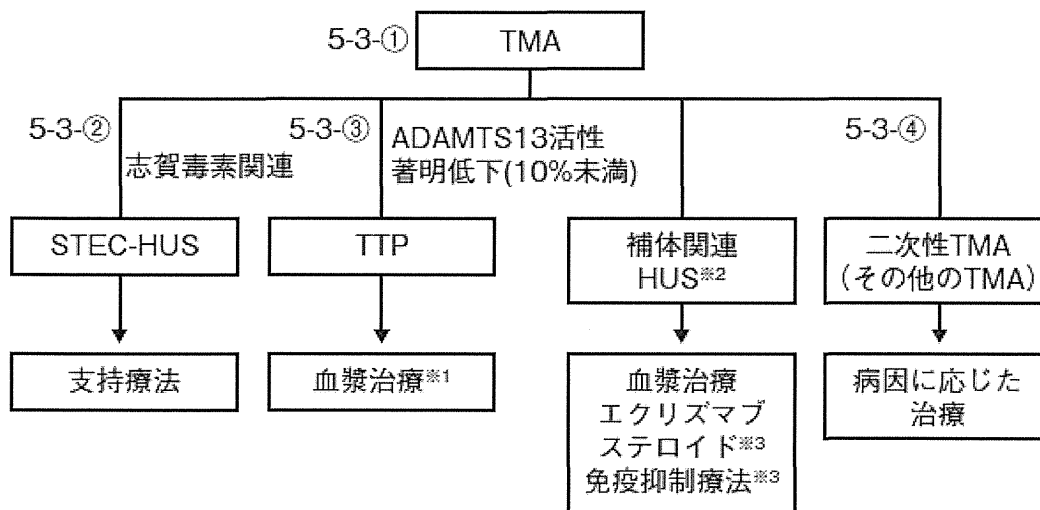 5-3-①
TMA
5-3-②
志賀毒素関連
5-3-③
ADAMTS13活性
著明低下(10%未満)
5-3-④
STEC-HUS
TTP
補体関連
HUS※2
二次性TMA
(その他のTMA)
支持療法
血漿治療※1
血漿治療
エクリズマブ
ステロイド※3
免疫抑制療法※3
病因に応じた
治療